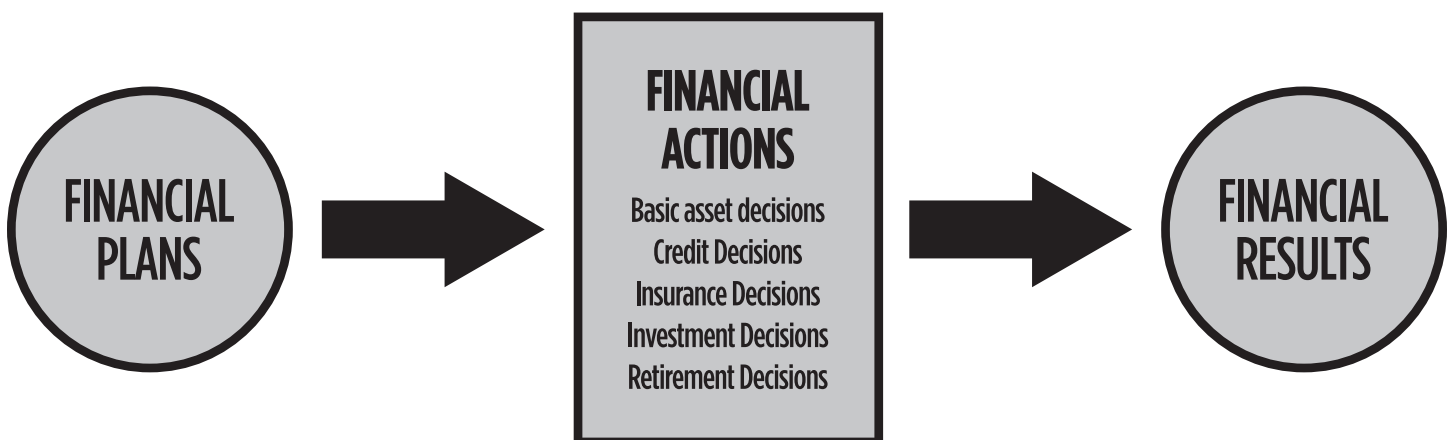 FINANCIAL
PLANS
FINANCIAL
ACTIONS
Basic asset decisions
Credit Decisions
Insurance Decisions
Investment Decisions
Retirement Decisions
FINANCIAL
RESULTS